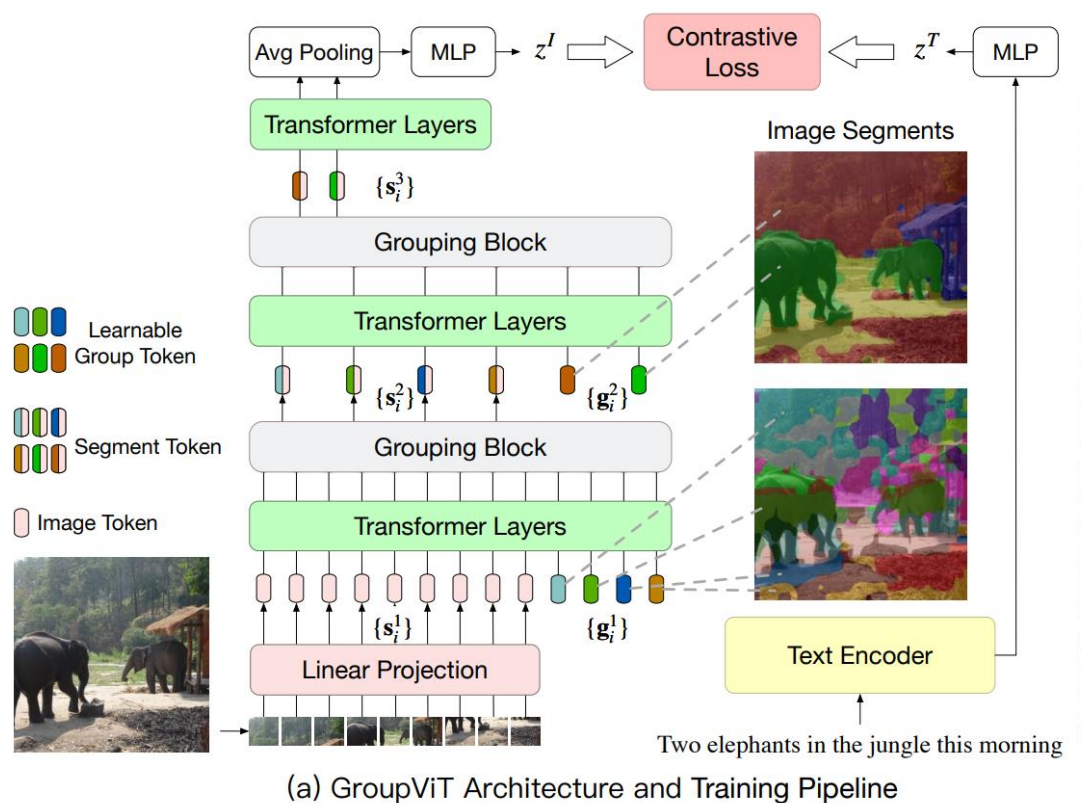 Avg Pooling
MLP
z^I
Contrastive
Loss
z^T
MLP
Transformer Layers
Image Segments
{s_i^3}
Grouping Block
Transformer Layers
Learnable
Group Token
{s_i^2}
{g_i^2}
Segment Token
Grouping Block
Image Token
Transformer Layers
{s_i^1}
{g_i^1}
Linear Projection
Text Encoder
Two elephants in the jungle this morning
(a) GroupViT Architecture and Training Pipeline